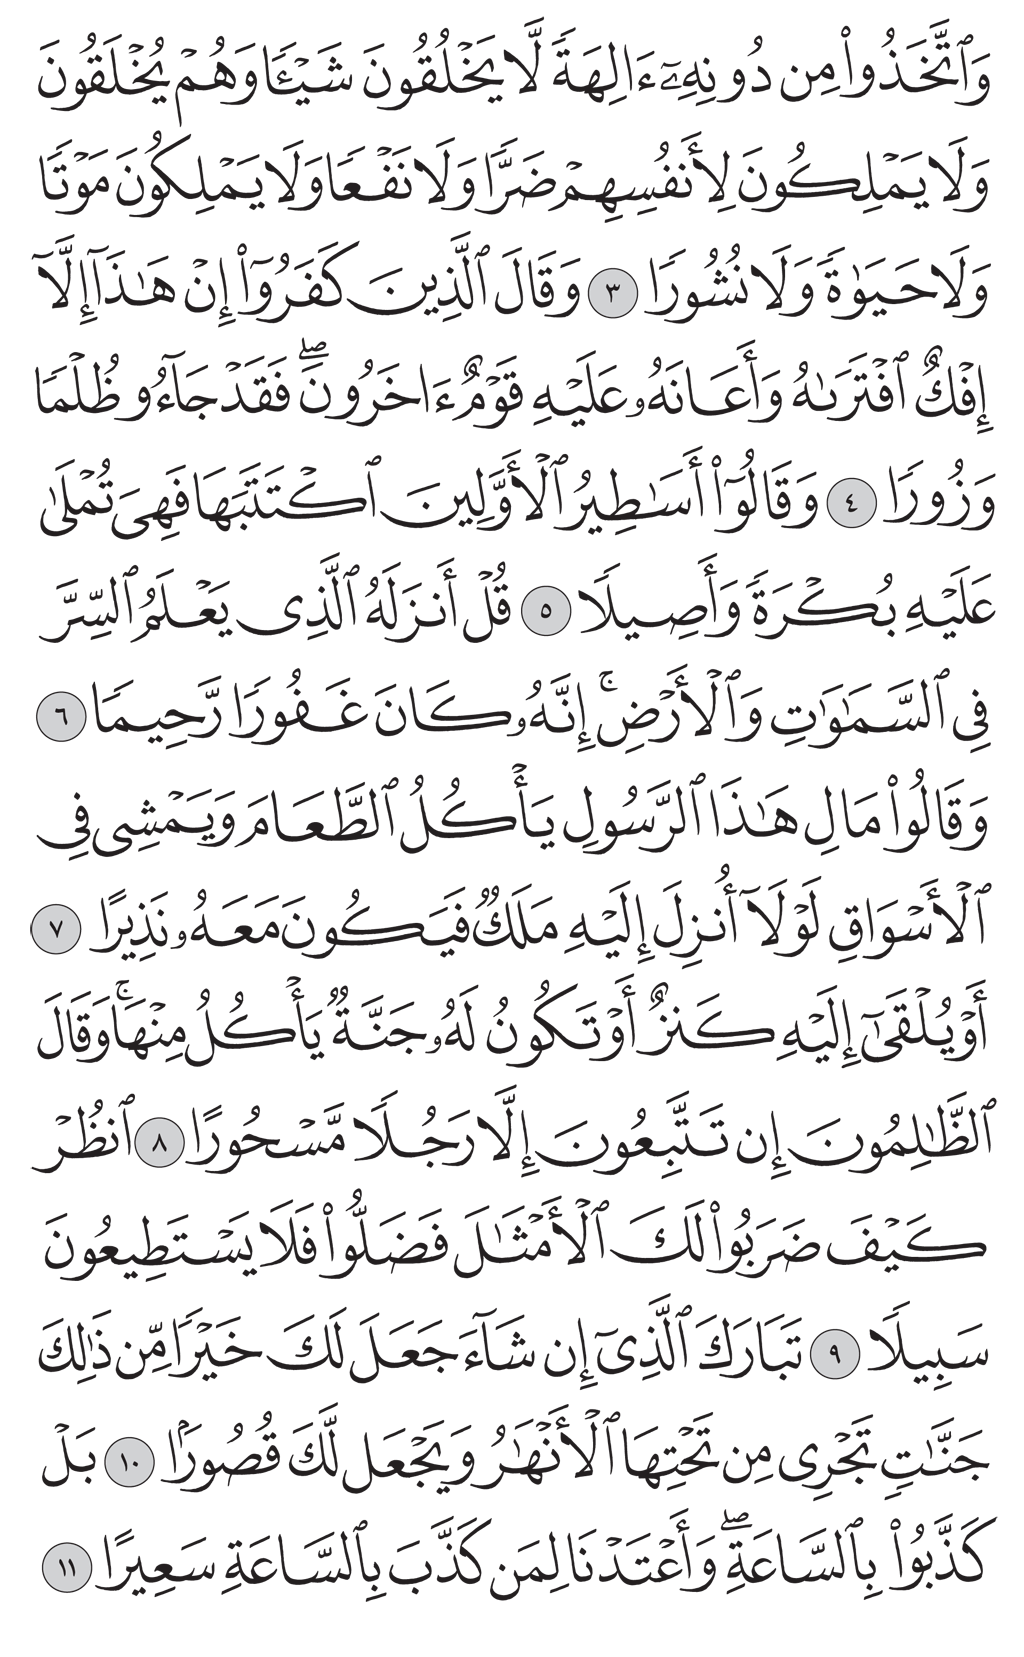 وَٱتَّخَذُوا۟ مِن دُونِهِۦٓ ءَالِهَةً لَّا يَخْلُقُونَ شَيْـًٔا وَهُمْ يُخْلَقُونَ
وَلَا يَمْلِكُونَ لِأَنفُسِهِمْ ضَرًّا وَلَا نَفْعًا وَلَا يَمْلِكُونَ مَوْتًا
وَلَا حَيَوٰةً وَلَا نُشُورًا ٣ وَقَالَ ٱلَّذِينَ كَفَرُوٓا۟ إِنْ هَـٰذَآ إِلَّآ
إِفْكٌ ٱفْتَرَىٰهُ وَأَعَانَهُۥ عَلَيْهِ قَوْمٌ ءَاخَرُونَ ۖ فَقَدْ جَآءُو ظُلْمًا
وَزُورًا ٤ وَقَالُوٓا۟ أَسَـٰطِيرُ ٱلْأَوَّلِينَ ٱكْتَتَبَهَا فَهِىَ تُمْلَىٰ
عَلَيْهِ بُكْرَةً وَأَصِيلًا ٥ قُلْ أَنزَلَهُ ٱلَّذِى يَعْلَمُ ٱلسِّرَّ
فِى ٱلسَّمَـٰوَٰتِ وَٱلْأَرْضِ ۚ إِنَّهُۥ كَانَ غَفُورًا رَّحِيمًا ٦
وَقَالُوا۟ مَالِ هَـٰذَا ٱلرَّسُولِ يَأْكُلُ ٱلطَّعَامَ وَيَمْشِى فِى
ٱلْأَسْوَاقِ لَوْلَآ أُنزِلَ إِلَيْهِ مَلَكٌ فَيَكُونَ مَعَهُۥ نَذِيرًا ٧
أَوْ يُلْقَىٰٓ إِلَيْهِ كَنزٌ أَوْ تَكُونُ لَهُۥ جَنَّةٌ يَأْكُلُ مِنْهَا ۚ وَقَالَ
ٱلظَّـٰلِمُونَ إِن تَتَّبِعُونَ إِلَّا رَجُلًا مَّسْحُورًا ٨ ٱنظُرْ
كَيْفَ ضَرَبُوا۟ لَكَ ٱلْأَمْثَـٰلَ فَضَلُّوا۟ فَلَا يَسْتَطِيعُونَ
سَبِيلًا ٩ تَبَارَكَ ٱلَّذِىٓ إِن شَآءَ جَعَلَ لَكَ خَيْرًا مِّن ذَٰلِكَ
جَنَّـٰتٍ تَجْرِى مِن تَحْتِهَا ٱلْأَنْهَـٰرُ وَيَجْعَل لَّكَ قُصُورًۢا ١٠ بَلْ
كَذَّبُوا۟ بِٱلسَّاعَةِ ۖ وَأَعْتَدْنَا لِمَن كَذَّبَ بِٱلسَّاعَةِ سَعِيرًا ١١